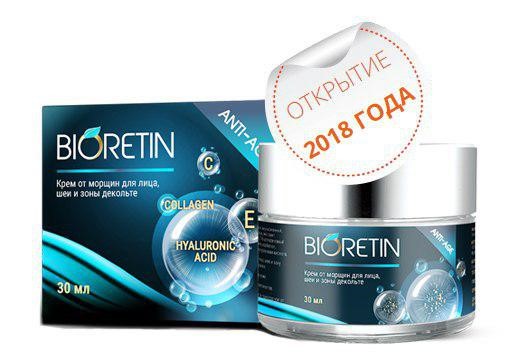 ОТКРЫТИЕ
2018 ГОДА
ANTI-AG
BIORETIN
Крем от морщин для лица,
шеи и зоны декольте
C
COLLAGEN
E
HYALURONIC
ACID
30 мл
ANTI-AGE
BIORETIN
Крем от морщин для лица,
шеи и зоны декольте
30 мл